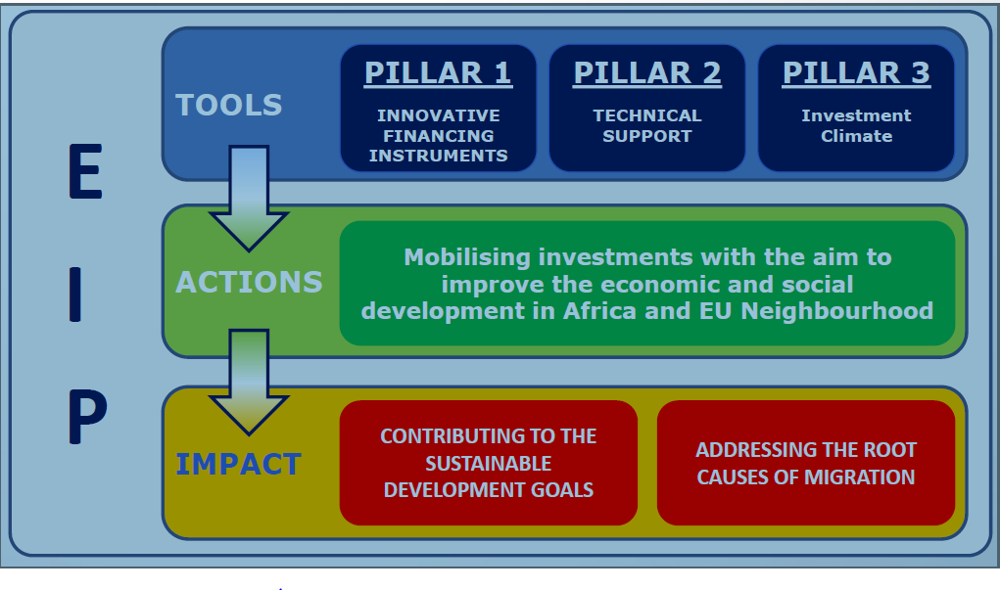 E
I
P
TOOLS
PILLAR 1
INNOVATIVE
FINANCING
INSTRUMENTS
PILLAR 2
TECHNICAL
SUPPORT
PILLAR 3
Investment
Climate
ACTIONS
Mobilising investments with the aim to
improve the economic and social
development in Africa and EU Neighbourhood
IMPACT
CONTRIBUTING TO THE
SUSTAINABLE
DEVELOPMENT GOALS
ADDRESSING THE ROOT
CAUSES OF MIGRATION